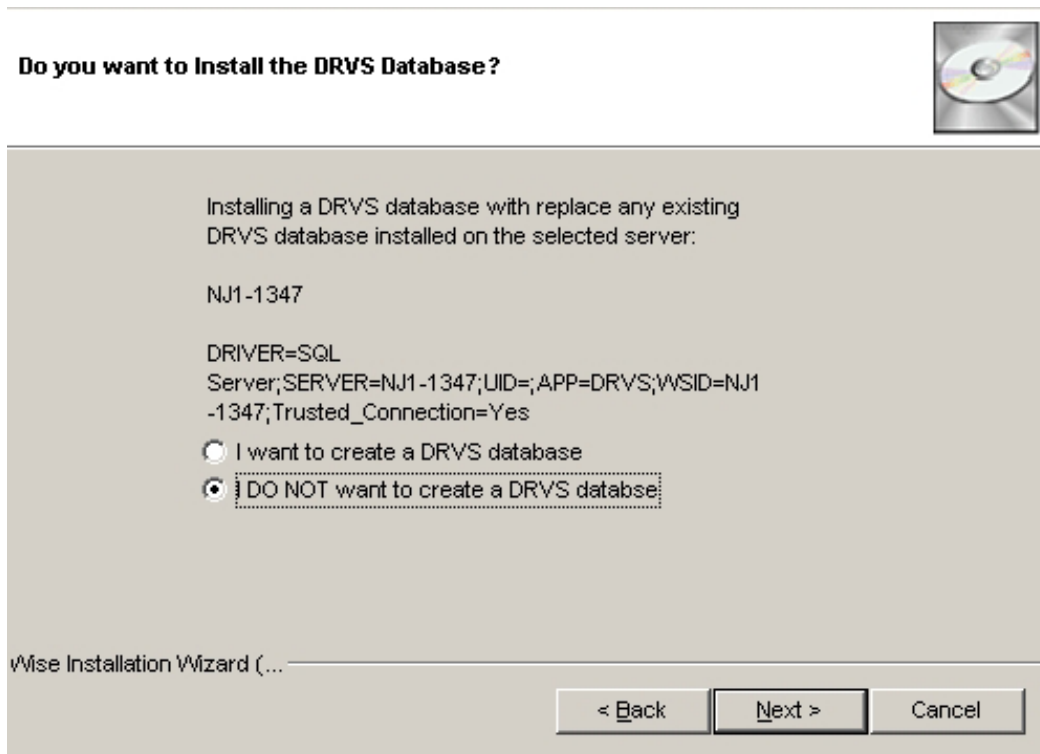 Do you want to Install the DRVS Database?
Installing a DRVS database with replace any existing
DRVS database installed on the selected server:
NJ1-1347
DRIVER=SQL
Server;SERVER=NJ1-1347;UID=;APP=DRVS;WSID=NJ1
-1347;Trusted_Connection=Yes
I want to create a DRVS database
I DO NOT want to create a DRVS databse
Wise Installation Wizard (...
< Back Next > Cancel